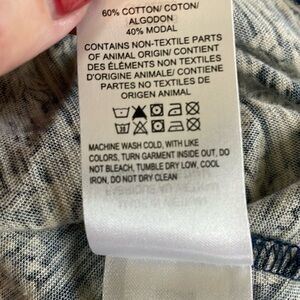 60% COTTON/ COTON/
ALGODON
40% MODAL
CONTAINS NON-TEXTILE PARTS
OF ANIMAL ORIGIN/ CONTIENT
DES ÉLÉMENTS NON TEXTILES
D'ORIGINE ANIMALE/ CONTIENE
PARTES NO TEXTILES DE
ORIGEN ANIMAL
MACHINE WASH COLD, WITH LIKE
COLORS, TURN GARMENT INSIDE OUT, DO
NOT BLEACH, TUMBLE DRY LOW, COOL
IRON, DO NOT DRY CLEAN